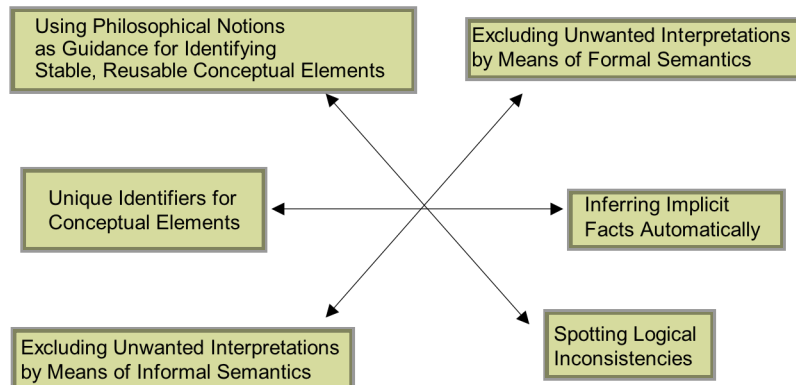 Using Philosophical Notions
as Guidance for Identifying
Stable, Reusable Conceptual Elements
Excluding Unwanted Interpretations
by Means of Formal Semantics
Unique Identifiers for
Conceptual Elements
Inferring Implicit
Facts Automatically
Excluding Unwanted Interpretations
by Means of Informal Semantics
Spotting Logical
Inconsistencies